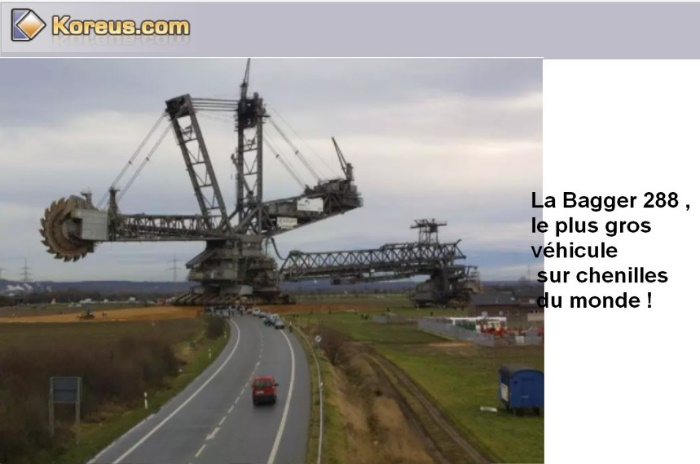 Koreus.com
La Bagger 288 ,
le plus gros
véhicule
sur chenilles
du monde !